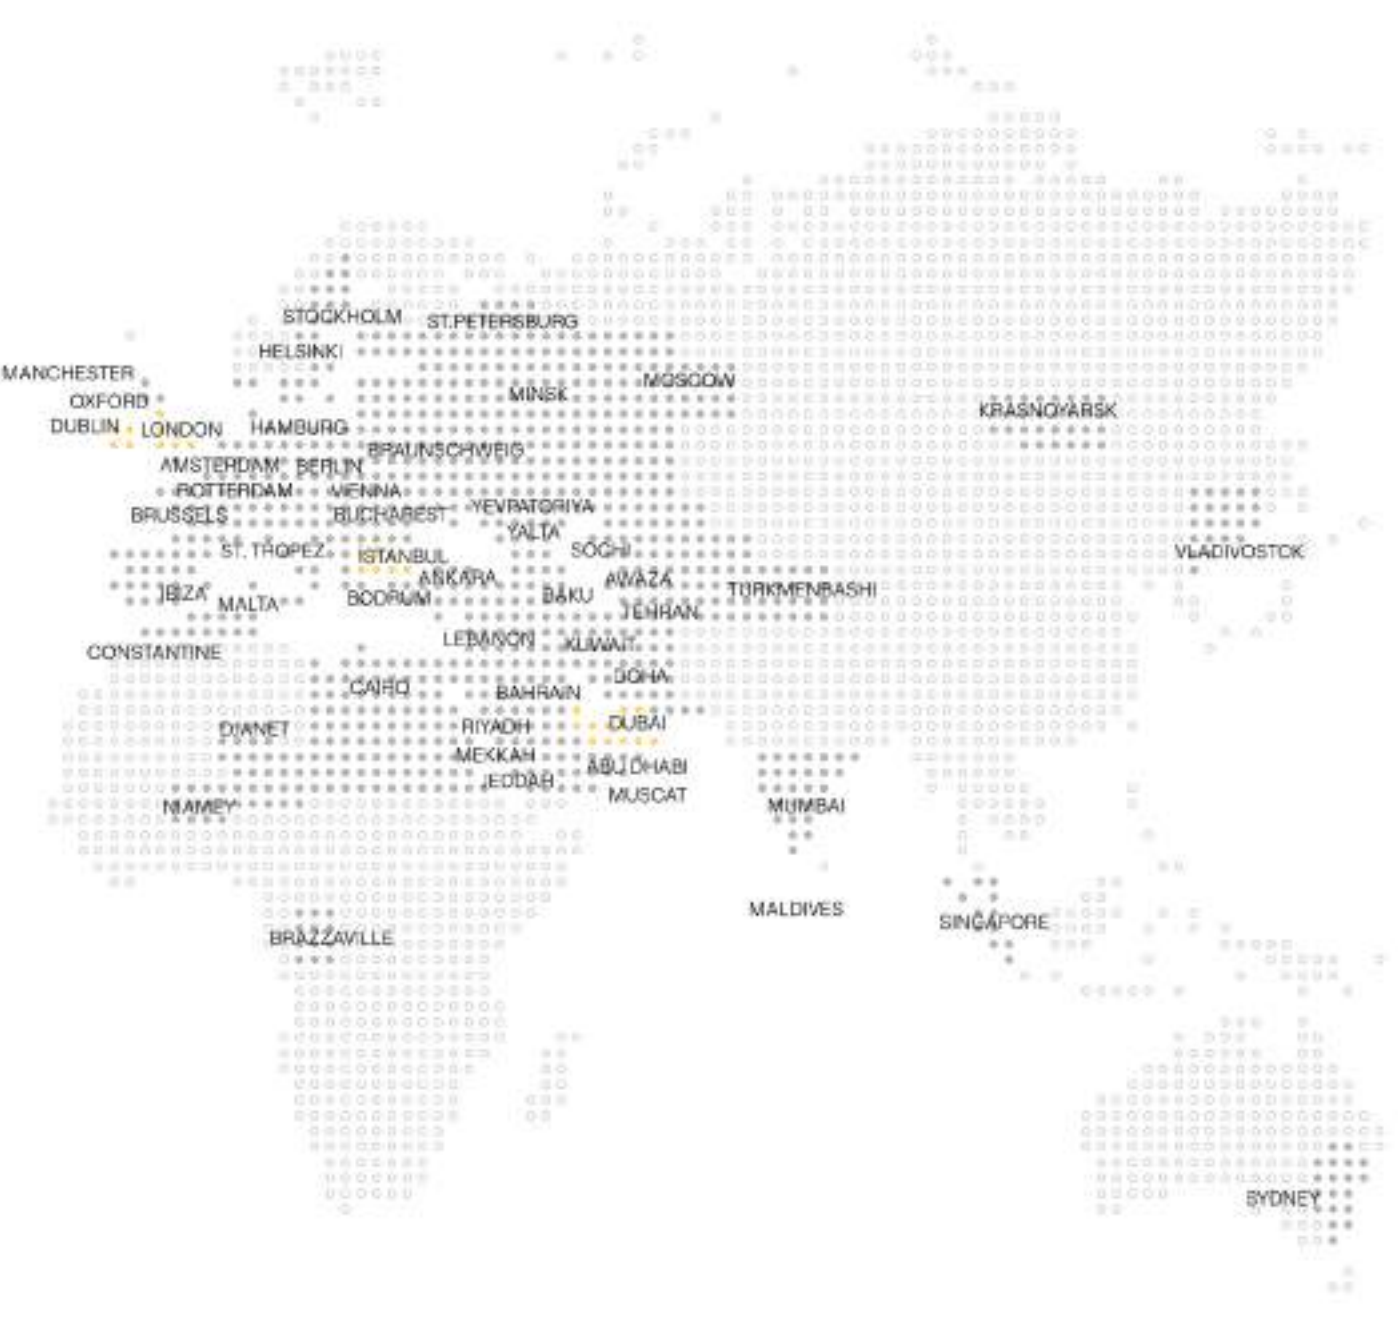 STOCKHOLM
ST.PETERSBURG
HELSINKI
MANCHESTER
MOSCOW
MINSK
OXFORD
KRASNOYARSK
DUBLIN
LONDON
HAMBURG
BRAUNSCHWEIG
AMSTERDAM
BERLIN
ROTTERDAM
VIENNA
BRUSSELS
BUCHAREST
YEVPATORIYA
YALTA
ST. TROPEZ
ISTANBUL
SOCHI
VLADIVOSTOK
ANKARA
AWAZA
TURKMENBASHI
IBIZA
MALTA
BODRUM
BAKU
TEHRAN
LEBANON
KUWAIT
CONSTANTINE
DOHA
CAIRO
BAHRAIN
DJANET
RIYADH
DUBAI
MEKKAH
ABU DHABI
JEDDAH
MUSCAT
NIAMEY
MUMBAI
MALDIVES
SINGAPORE
BRAZZAVILLE
SYDNEY